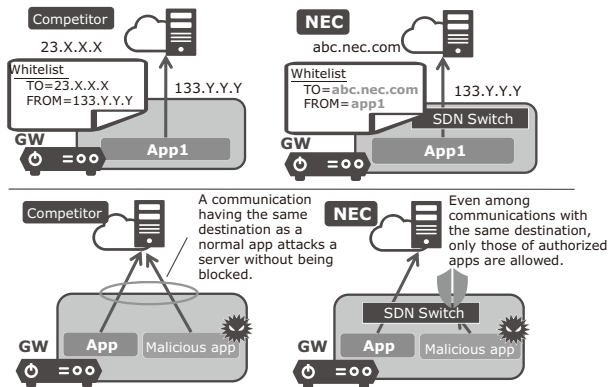 Competitor
23.X.X.X
Whitelist
TO=23.X.X.X
FROM=133.Y.Y.Y
133.Y.Y.Y
GW
App1
NEC
abc.nec.com
Whitelist
TO=abc.nec.com
FROM=app1
133.Y.Y.Y
SDN Switch
GW
App1
Competitor
A communication
having the same
destination as a
normal app attacks a
server without being
blocked.
App
Malicious app
GW
NEC
Even among
communications with
the same destination,
only those of authorized
apps are allowed.
SDN Switch
App
Malicious app
GW